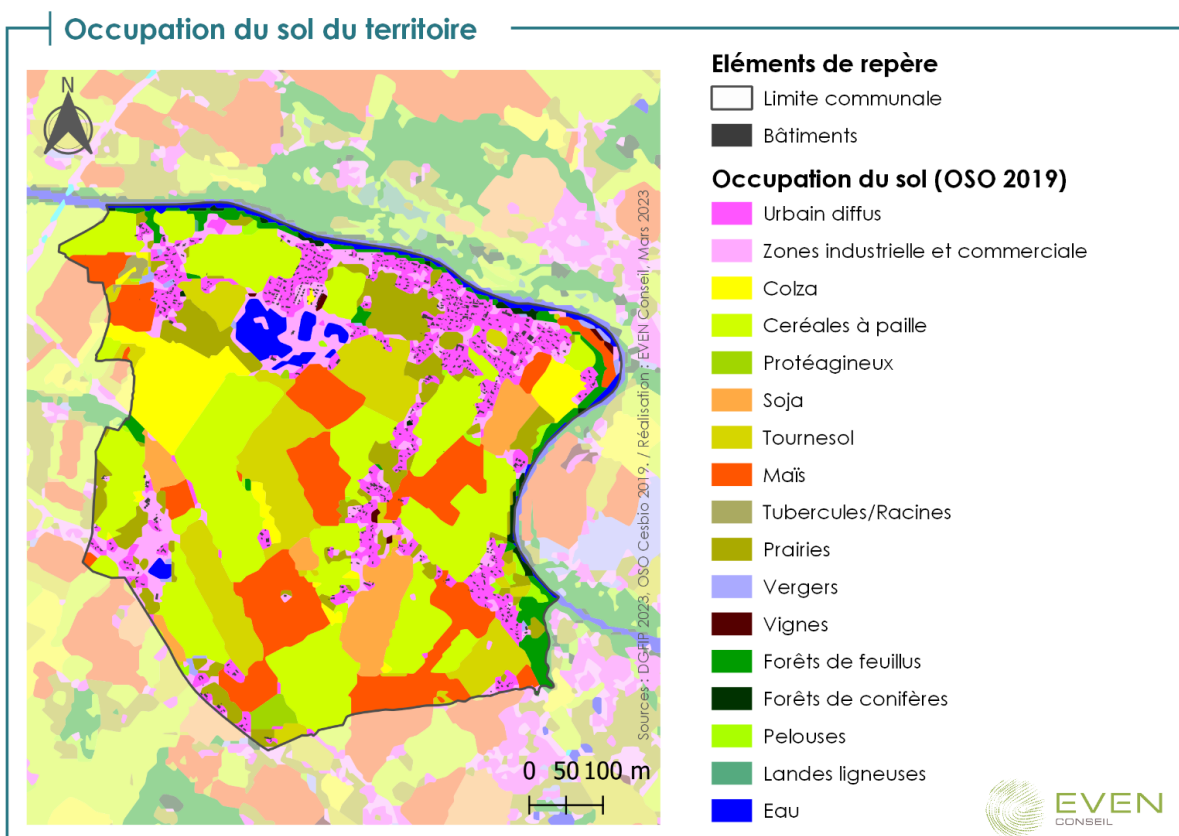 Occupation du sol du territoire
N
Sources : DGFIP 2023, OSO Cesbio 2019. / Réalisation : EVEN Conseil, Mars 2023
0 50 100 m
Eléments de repère
Limite communale
Bâtiments
Occupation du sol (OSO 2019)
Urbain diffus
Zones industrielle et commerciale
Colza
Ceréales à paille
Protéagineux
Soja
Tournesol
Maïs
Tubercules/Racines
Prairies
Vergers
Vignes
Forêts de feuillus
Forêts de conifères
Pelouses
Landes ligneuses
Eau
EVEN
CONSEIL